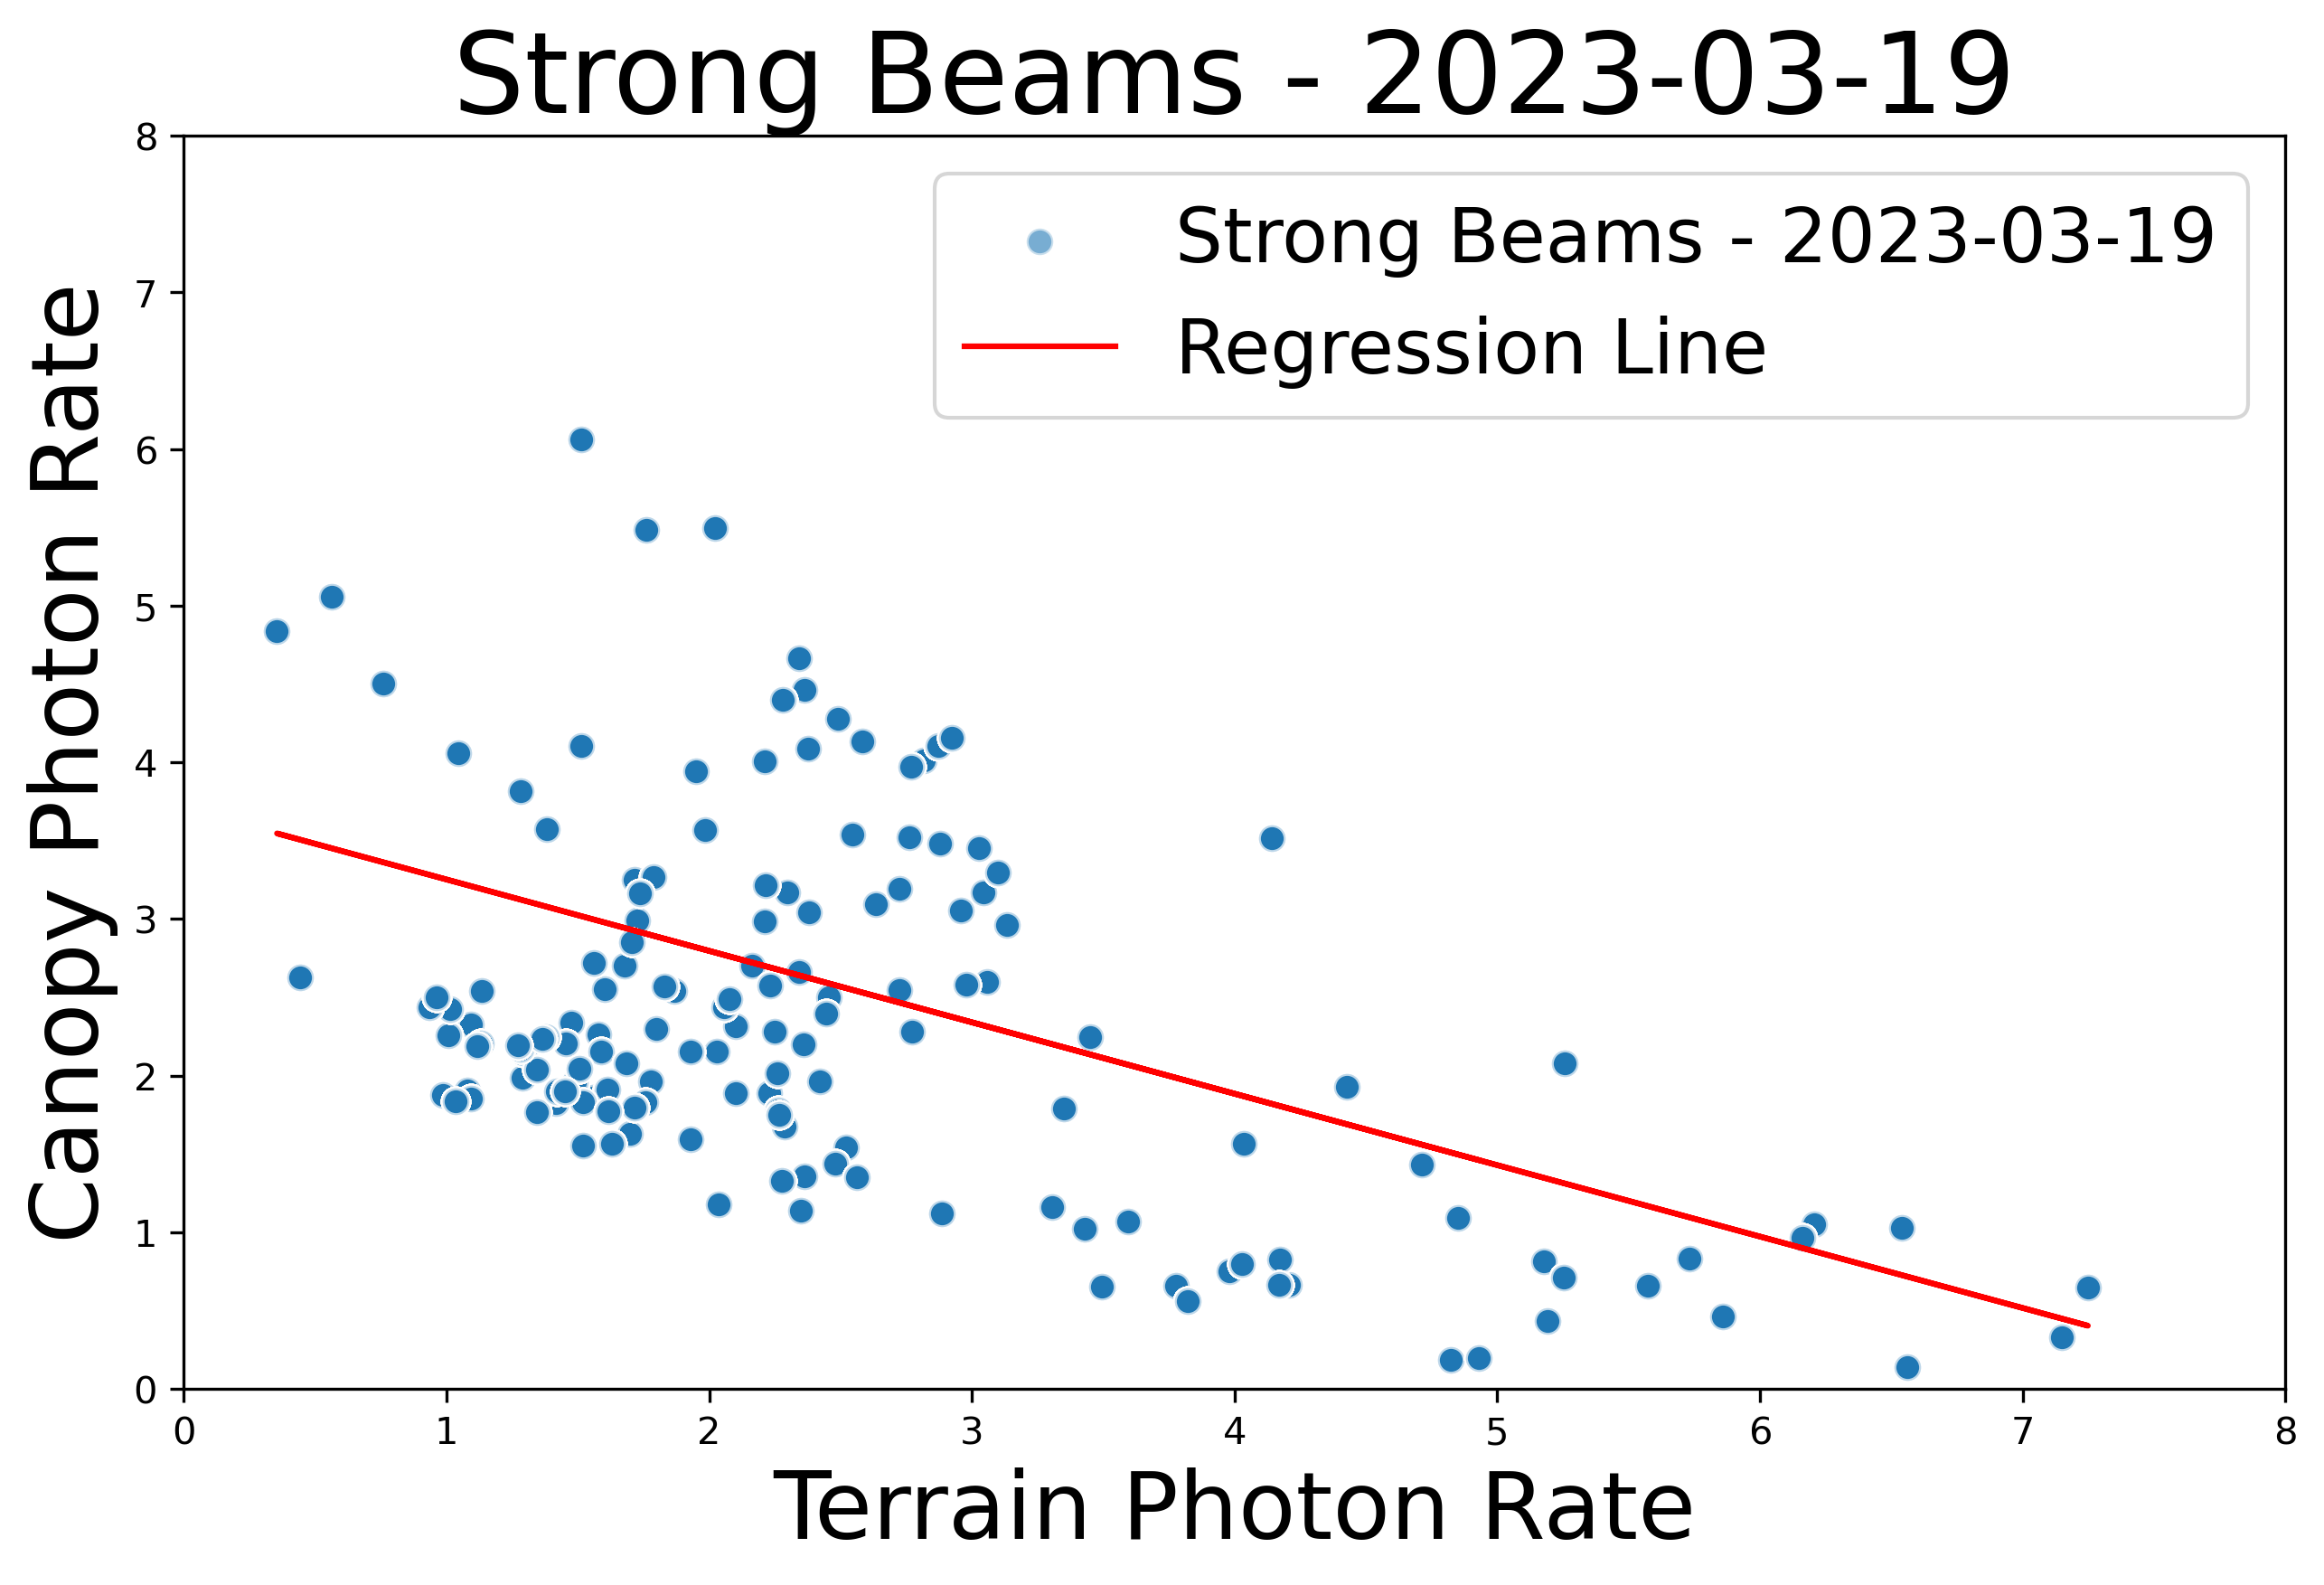 Strong Beams - 2023-03-19
Strong Beams - 2023-03-19
Regression Line
Canopy Photon Rate
8
7
6
5
4
3
2
1
0
0 1 2 3 4 5 6 7 8
Terrain Photon Rate